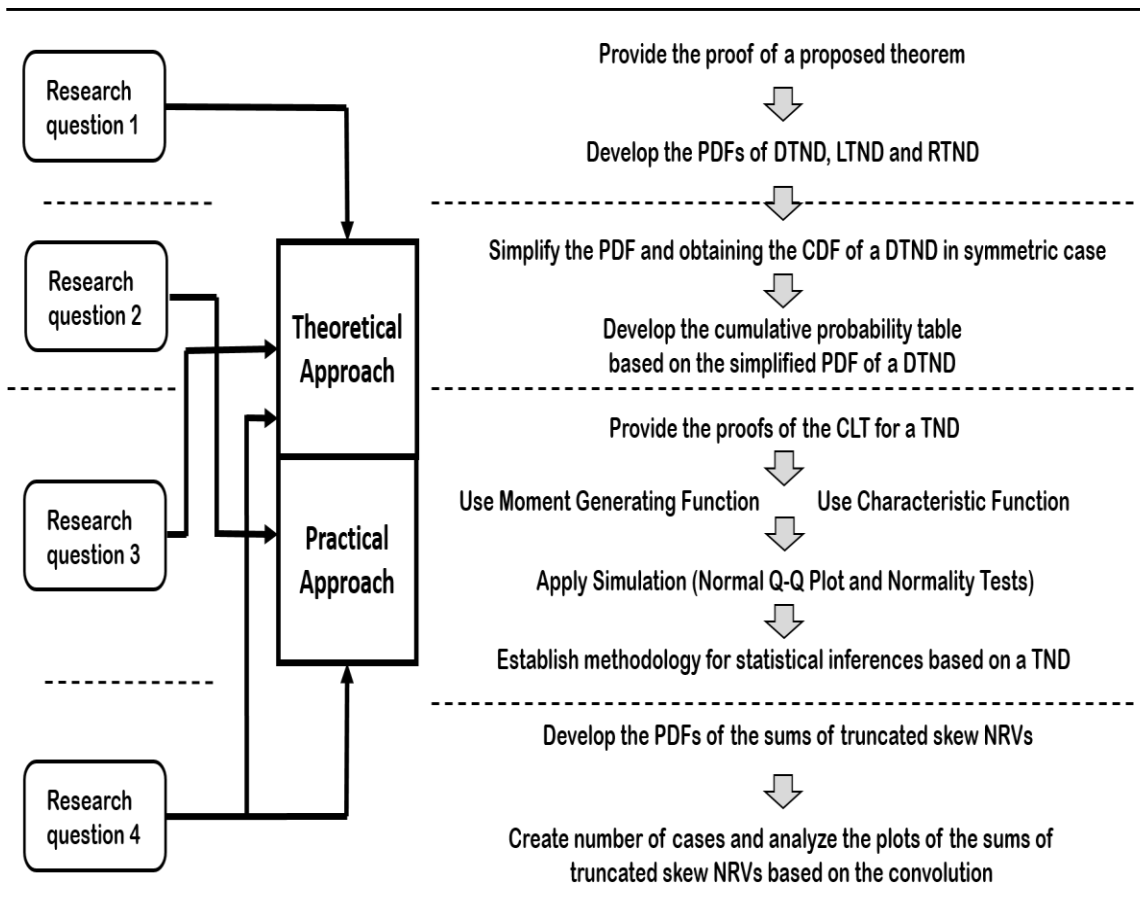 Research
question 1
Research
question 2
Research
question 3
Research
question 4
Theoretical
Approach
Practical
Approach
Provide the proof of a proposed theorem
Develop the PDFs of DTND, LTND and RTND
Simplify the PDF and obtaining the CDF of a DTND in symmetric case
Develop the cumulative probability table
based on the simplified PDF of a DTND
Provide the proofs of the CLT for a TND
Use Moment Generating Function Use Characteristic Function
Apply Simulation (Normal Q-Q Plot and Normality Tests)
Establish methodology for statistical inferences based on a TND
Develop the PDFs of the sums of truncated skew NRVs
Create number of cases and analyze the plots of the sums of
truncated skew NRVs based on the convolution